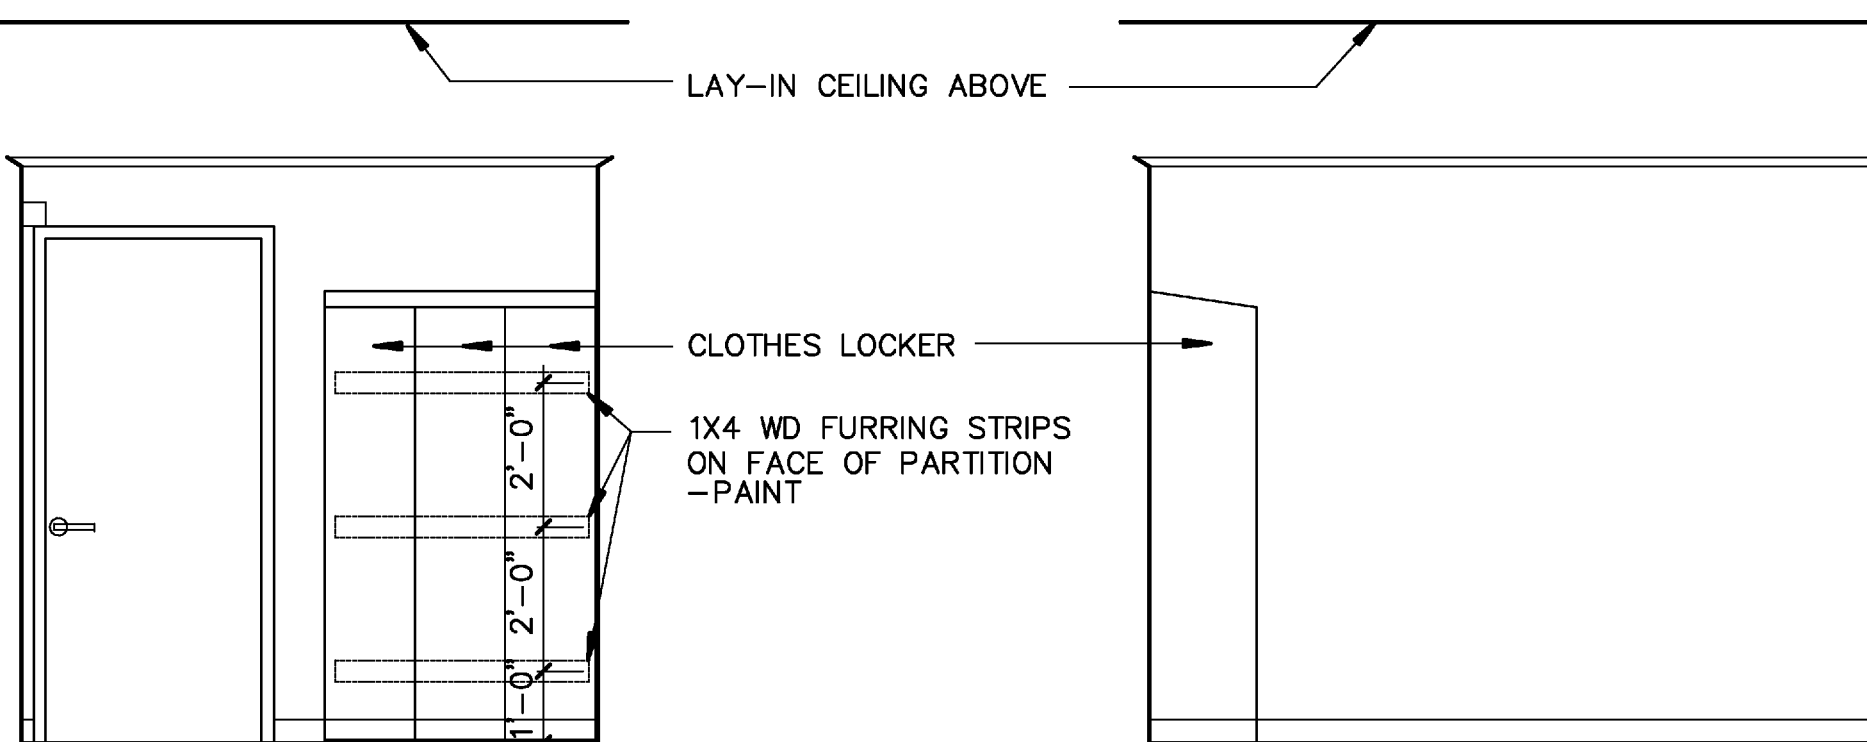 LAY-IN CEILING ABOVE
CLOTHES LOCKER
1X4 WD FURRING STRIPS
ON FACE OF PARTITION
-PAINT
2'-0"
2'-0"
1'-0"